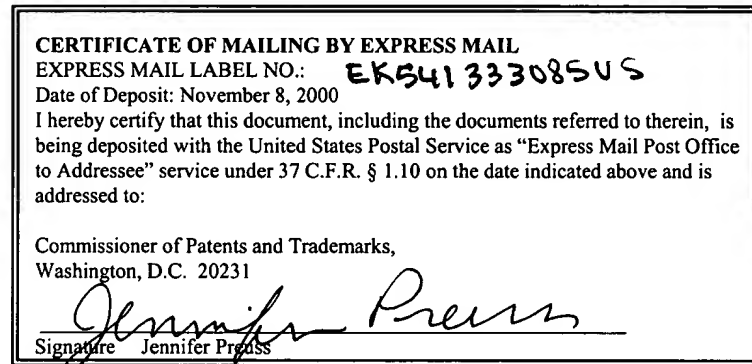 CERTIFICATE OF MAILING BY EXPRESS MAIL
EXPRESS MAIL LABEL NO.: EK541333085US
Date of Deposit: November 8, 2000
I hereby certify that this document, including the documents referred to therein, is
being deposited with the United States Postal Service as “Express Mail Post Office
to Addressee” service under 37 C.F.R. § 1.10 on the date indicated above and is
addressed to:
Commissioner of Patents and Trademarks,
Washington, D.C. 20231
Jennifer Preuss
Signature Jennifer Preuss